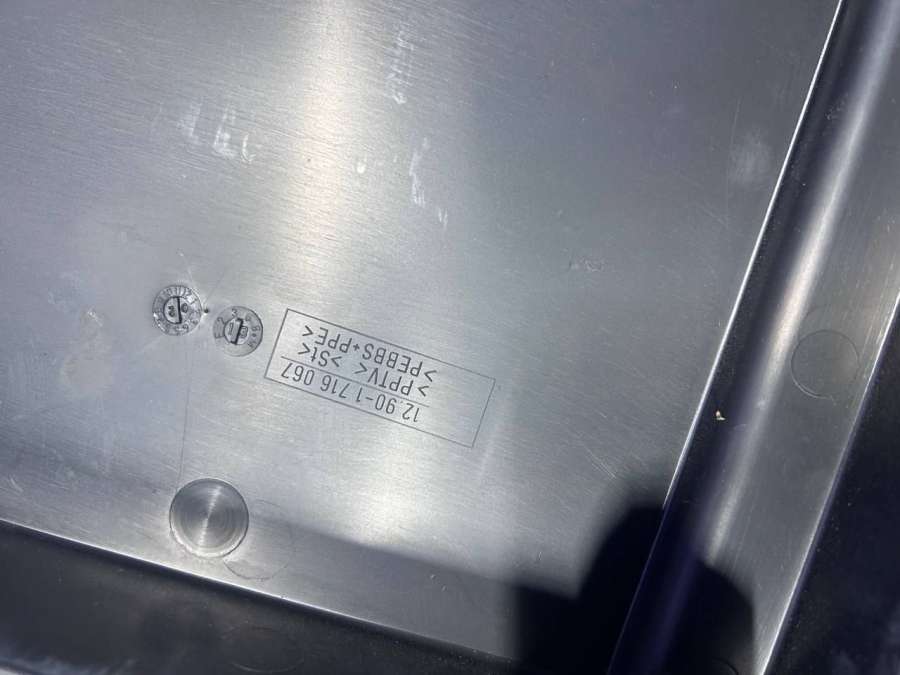 12.90-1 716 067
>PPTV< >St<
>PEBBS+PPE<